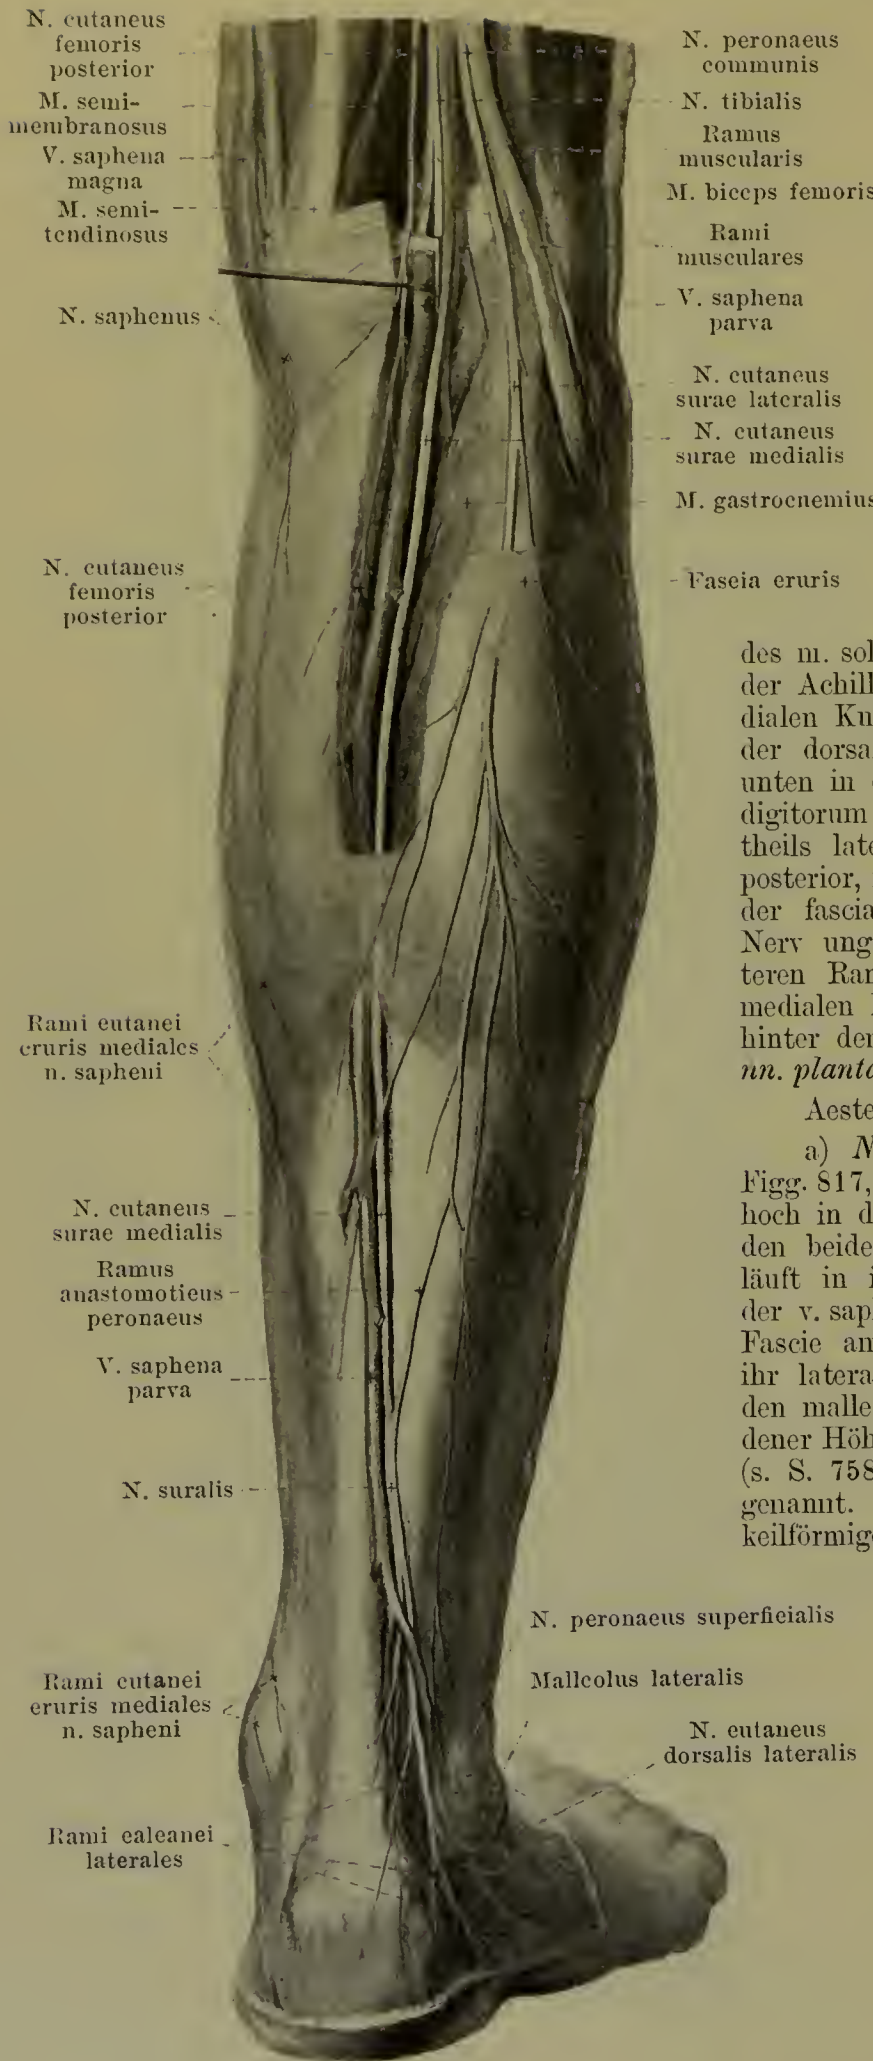 N. cutaneus
femoris
posterior
M. semi-
membranosus
V. saphena
magna
M. semi-
tendinosus
N. saphenus
N. cutaneus
femoris
posterior
Rami cutanei
cruris mediales
n. sapheni
N. cutaneus
surae medialis
Ramus
anastomoticus
peronaeus
V. saphena
parva
N. suralis
Rami cutanei
cruris mediales
n. sapheni
Rami calcanei
laterales
N. peronaeus
communis
N. tibialis
Ramus
muscularis
M. biceps femoris
Rami
musculares
V. saphena
parva
N. cutaneus
surae lateralis
N. cutaneus
surae medialis
M. gastrocnemius
Fascia cruris
des m. sol
der Achill
dialen Kn
der dorsa
unten in
digitorum
theils late
posterior,
der fascia
Nerv ung
teren Ram
medialen
hinter der
nn. planta
Aeste
a) N
Figg. 817,
hoch in d
den beide
läuft in i
der v. sap
Fascie an
ihr latera
den malle
dener Höh
(s. S. 758
genannt.
keilförmige
N. peronaeus superficialis
Malleolus lateralis
N. cutaneus
dorsalis lateralis